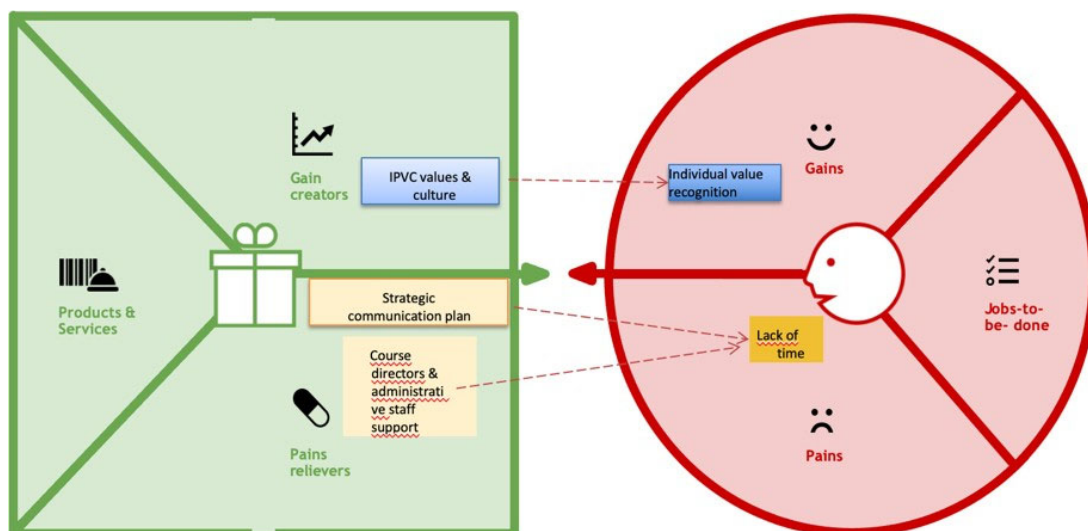 Gain
creators
IPVC values &
culture
Products &
Services
Strategic
communication plan
Course
directors &
administrati
ve staff
support
Pains
relievers
Gains
Individual value
recognition
Jobs-to-
be- done
Lack of
time
Pains